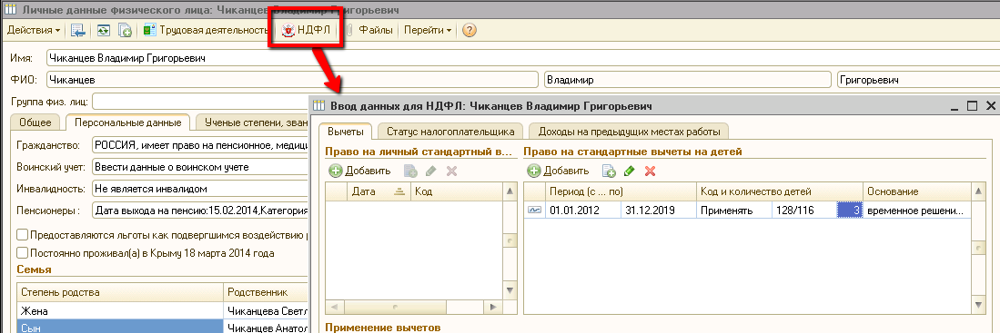 Личные данные физического лица: Чиканцев Владимир Григорьевич
Действия Трудовая деятельность НДФЛ Файлы Перейти ?
Имя: Чиканцев Владимир Григорьевич
ФИО: Чиканцев Владимир Григорьевич
Группа физ. лиц:
Общее Персональные данные Ученые степени, зван
Гражданство: РОССИЯ, имеет право на пенсионное, медици
Воинский учет: Ввести данные о воинском учете
Инвалидность: Не является инвалидом
Пенсионеры : Дата выхода на пенсию:15.02.2014,Категория
Предоставляются льготы как подвергшимся воздействию р
Постоянно проживал(а) в Крыму 18 марта 2014 года
Семья
Степень родства Родственник
Жена Чиканцева Светл
Сын Чиканцев Анатол
Ввод данных для НДФЛ: Чиканцев Владимир Григорьевич
Вычеты Статус налогоплательщика Доходы на предыдущих местах работы
Право на личный стандартный в...
Добавить
Дата Код
Право на стандартные вычеты на детей
Добавить
Период (с ... по) Код и количество детей Основание
01.01.2012 31.12.2019 Применять 128/116 3 временное решени...
Применение вычетов